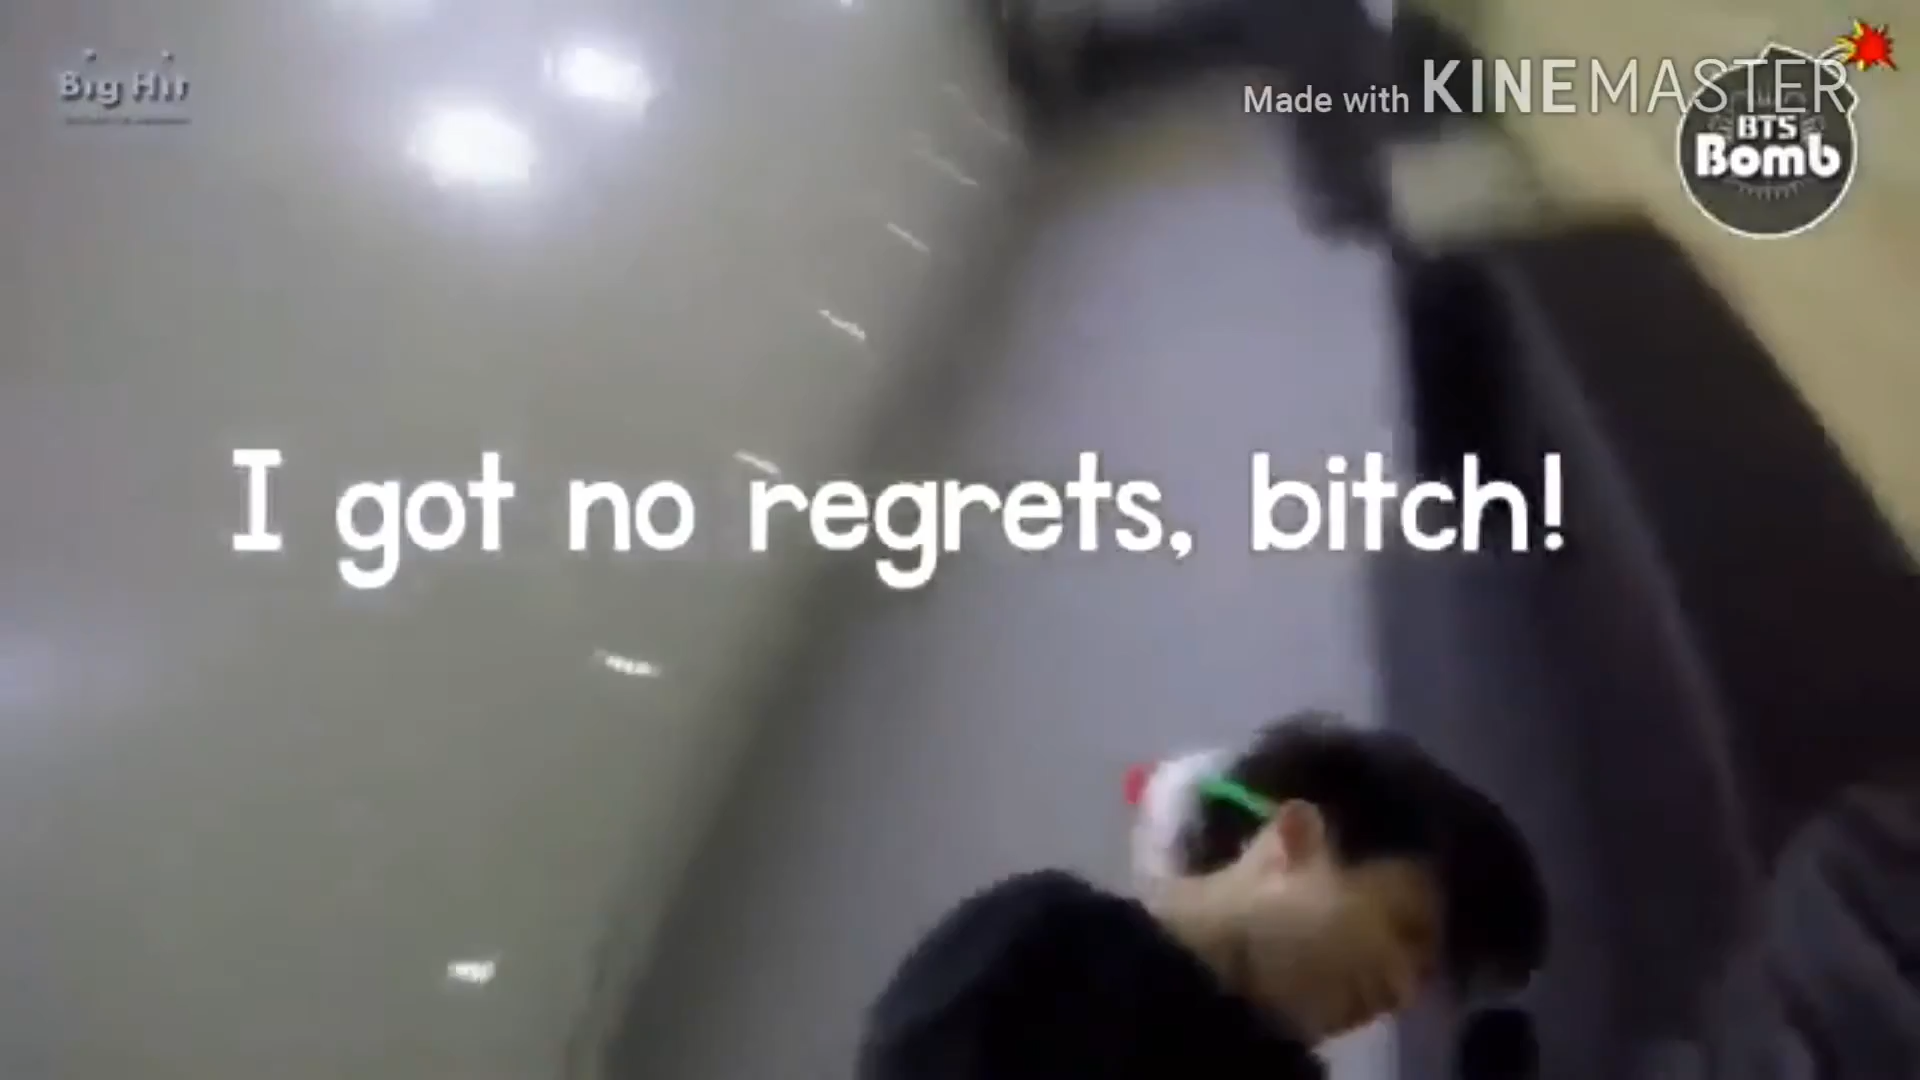 Big Hit
Made with KINEMASTER
BTS
Bomb
I got no regrets, bitch!